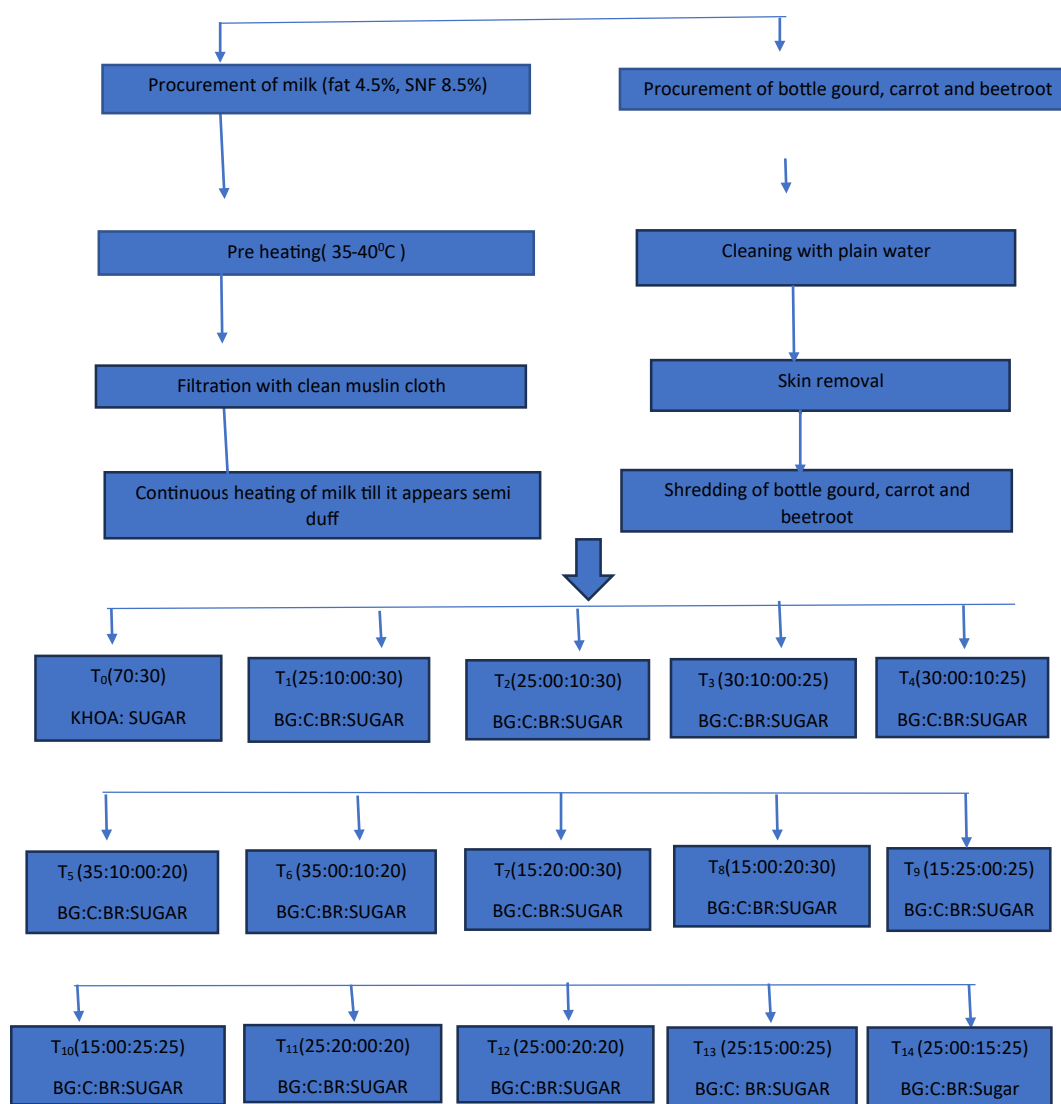 Procurement of milk (fat 4.5%, SNF 8.5%)
Procurement of bottle gourd, carrot and beetroot
Pre heating( 35-40⁰C )
Cleaning with plain water
Filtration with clean muslin cloth
Skin removal
Continuous heating of milk till it appears semi
duff
Shredding of bottle gourd, carrot and
beetroot
T₀(70:30)
KHOA: SUGAR
T₁(25:10:00:30)
BG:C:BR:SUGAR
T₂(25:00:10:30)
BG:C:BR:SUGAR
T₃ (30:10:00:25)
BG:C:BR:SUGAR
T₄(30:00:10:25)
BG:C:BR:SUGAR
T₅ (35:10:00:20)
BG:C:BR:SUGAR
T₆ (35:00:10:20)
BG:C:BR:SUGAR
T₇(15:20:00:30)
BG:C:BR:SUGAR
T₈(15:00:20:30)
BG:C:BR:SUGAR
T₉ (15:25:00:25)
BG:C:BR:SUGAR
T₁₀(15:00:25:25)
BG:C:BR:SUGAR
T₁₁(25:20:00:20)
BG:C:BR:SUGAR
T₁₂ (25:00:20:20)
BG:C:BR:SUGAR
T₁₃ (25:15:00:25)
BG:C: BR:SUGAR
T₁₄ (25:00:15:25)
BG:C:BR:Sugar